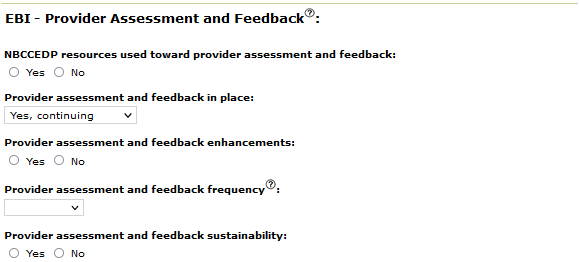 EBI - Provider Assessment and Feedback?:
NBCCEDP resources used toward provider assessment and feedback:
Yes No
Provider assessment and feedback in place:
Yes, continuing
Provider assessment and feedback enhancements:
Yes No
Provider assessment and feedback frequency?:
Provider assessment and feedback sustainability:
Yes No